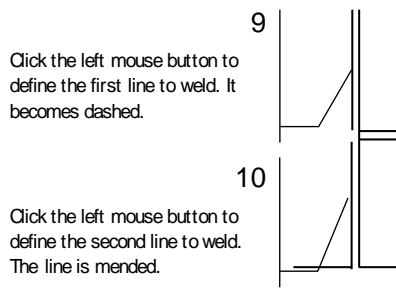 9
Click the left mouse button to
define the first line to weld. It
becomes dashed.
10
Click the left mouse button to
define the second line to weld.
The line is mended.